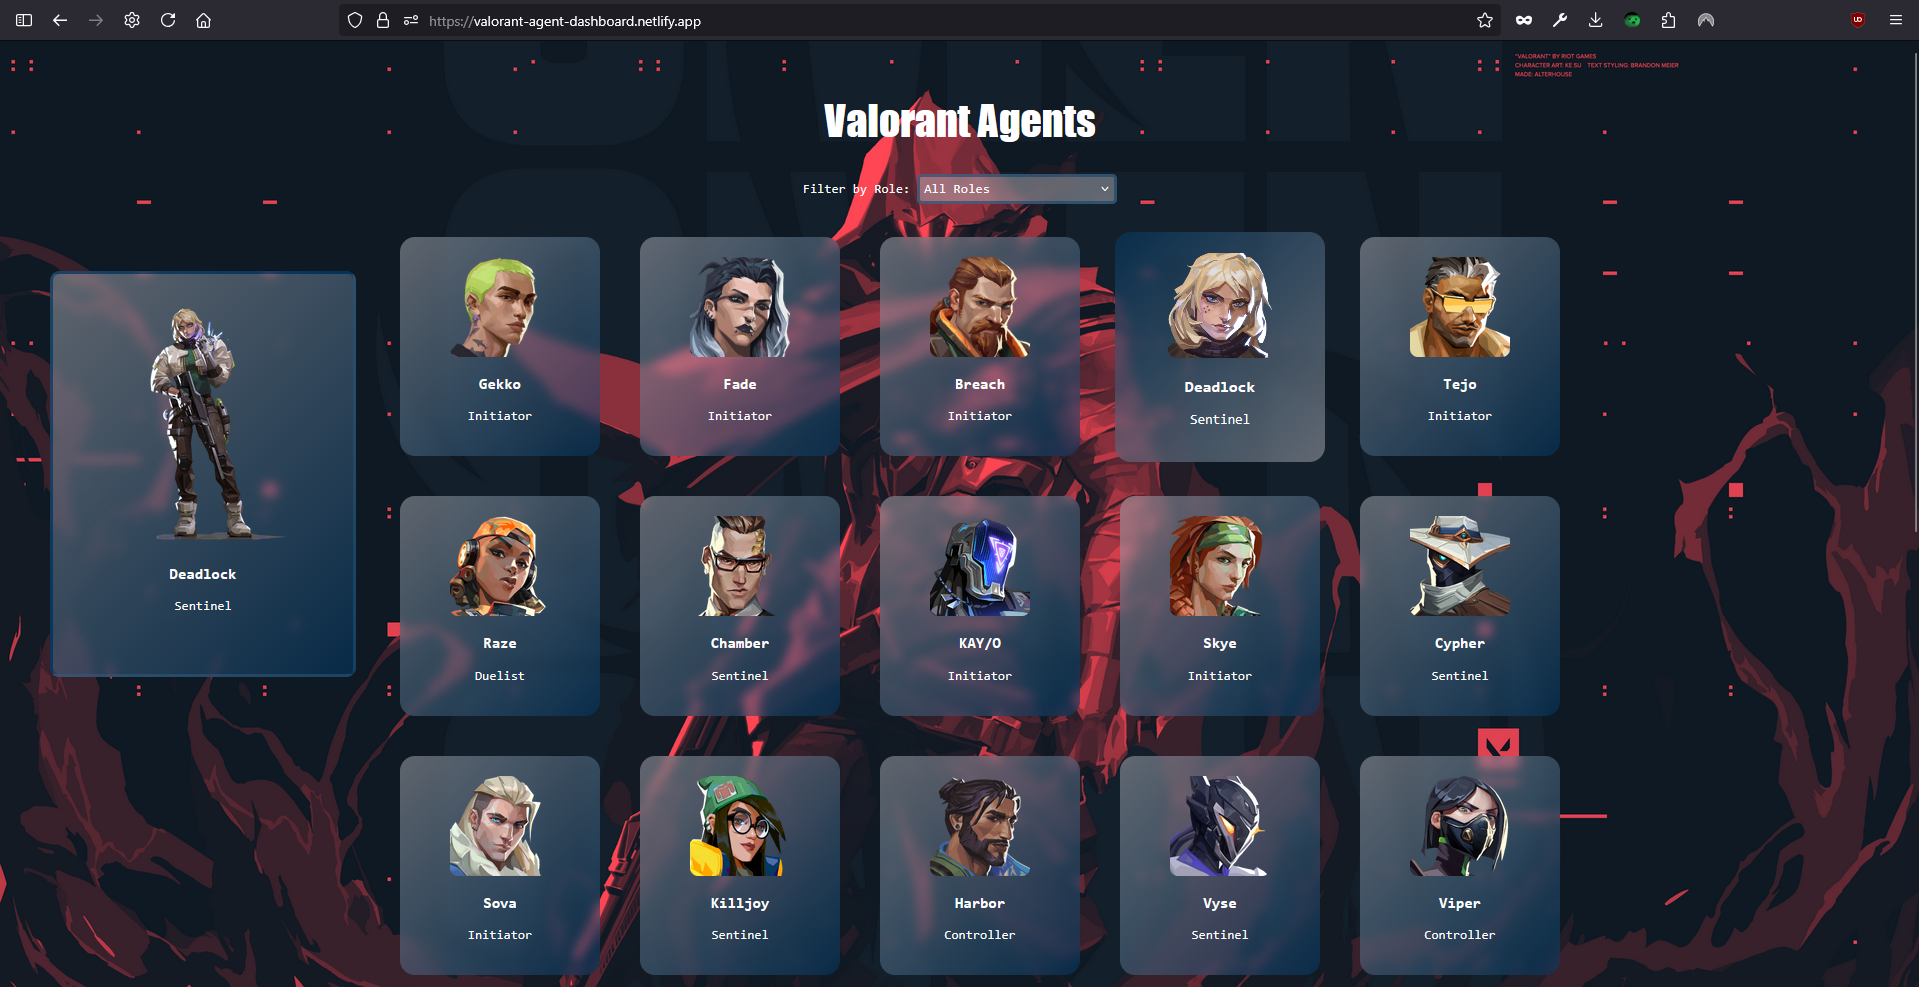 https://valorant-agent-dashboard.netlify.app
"VALORANT" BY RIOT GAMES
CHARACTER ART: KE SU TEXT STYLING: BRANDON MEIER
MADE: ALTERHOUSE
Valorant Agents
Filter by Role: All Roles
Deadlock
Sentinel
Gekko
Initiator
Fade
Initiator
Breach
Initiator
Deadlock
Sentinel
Tejo
Initiator
Raze
Duelist
Chamber
Sentinel
KAY/O
Initiator
Skye
Initiator
Cypher
Sentinel
Sova
Initiator
Killjoy
Sentinel
Harbor
Controller
Vyse
Sentinel
Viper
Controller